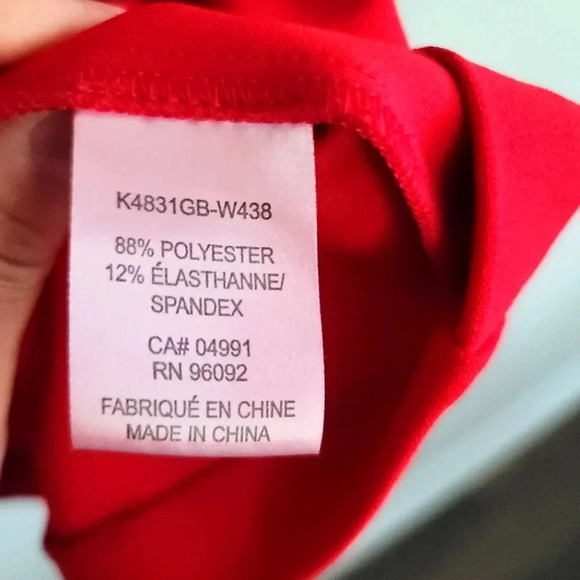 K4831GB-W438
88% POLYESTER
12% ÉLASTHANNE/
SPANDEX
CA# 04991
RN 96092
FABRIQUÉ EN CHINE
MADE IN CHINA